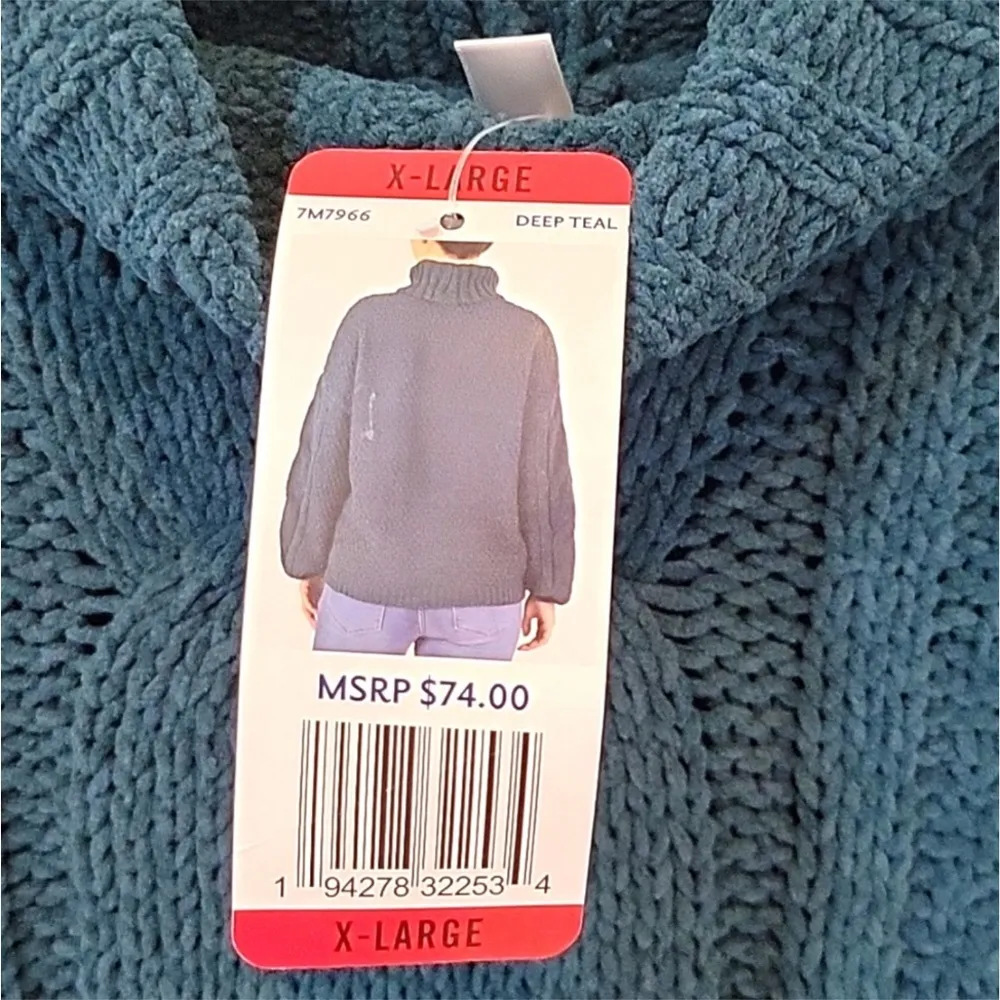 X-LARGE
7M7966
DEEP TEAL
MSRP $74.00
1 94278 32253 4
X-LARGE